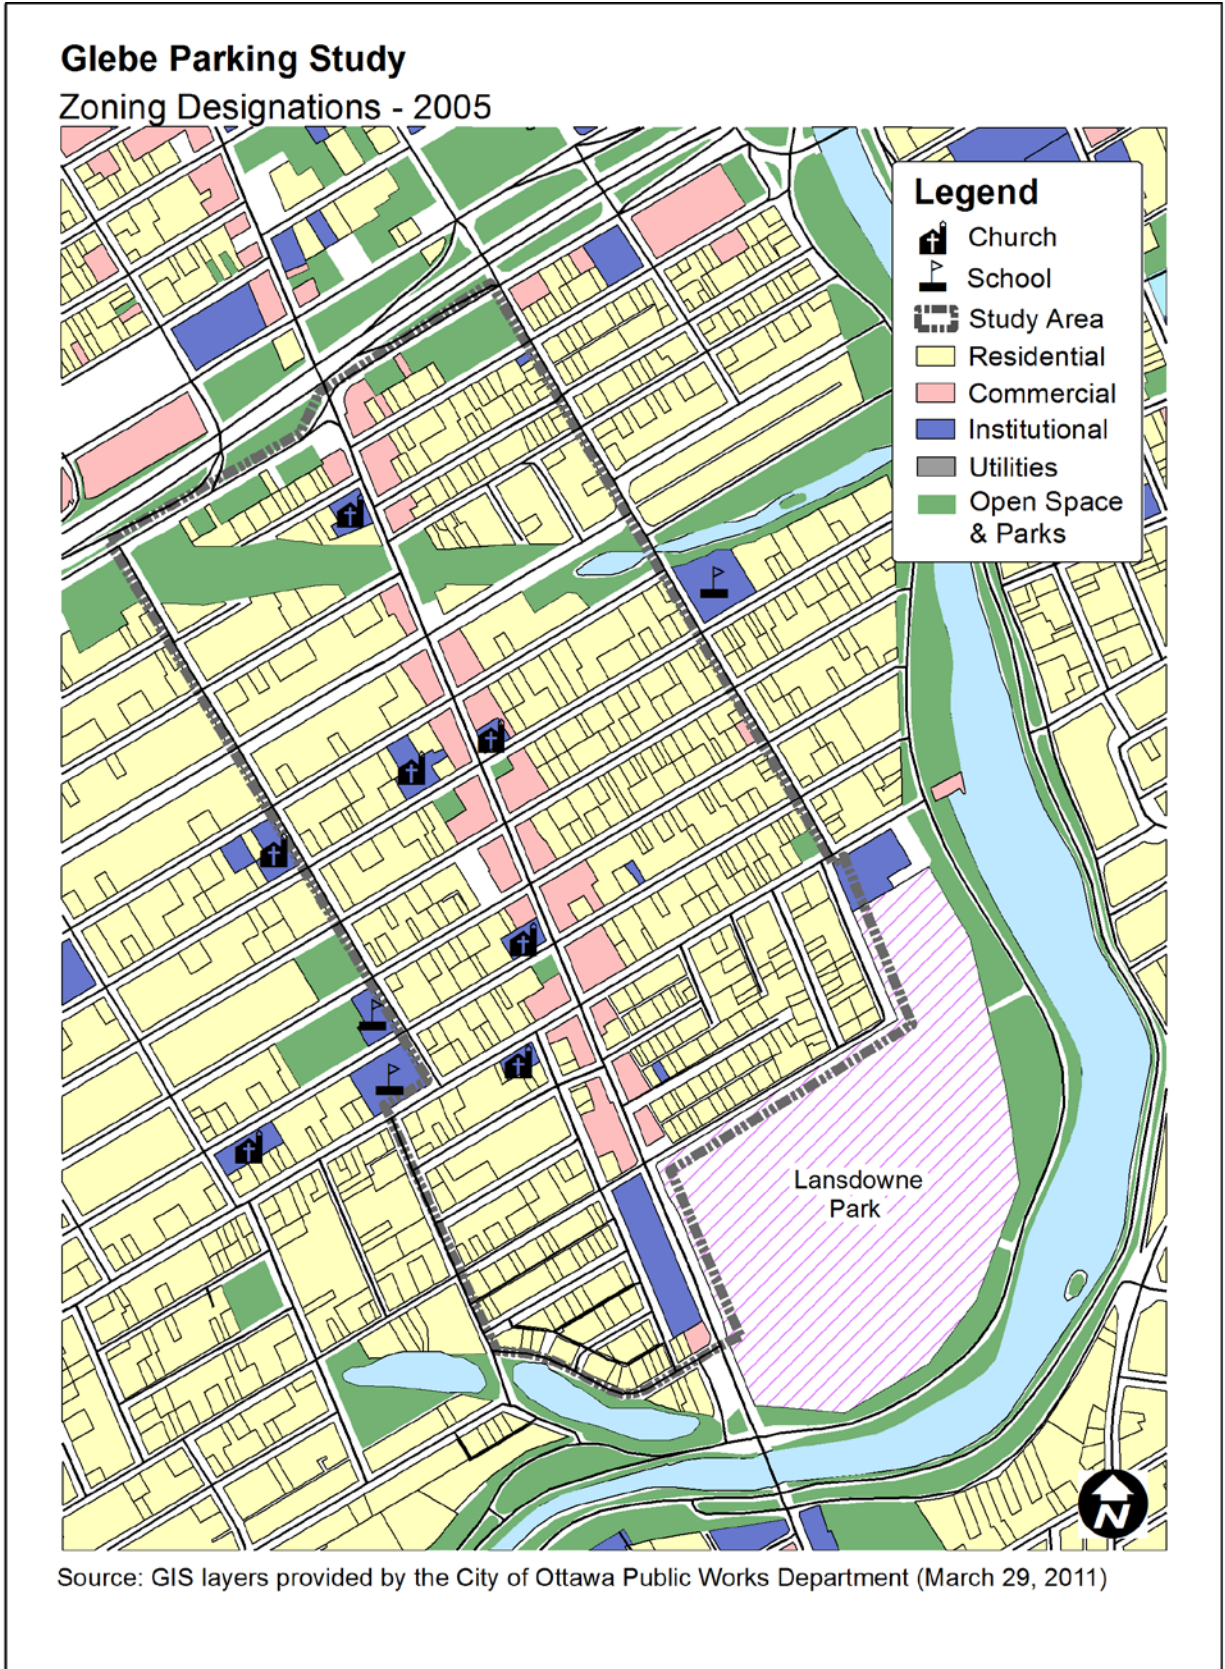 Glebe Parking Study
Zoning Designations - 2005
Legend
Church
School
Study Area
Residential
Commercial
Institutional
Utilities
Open Space
& Parks
Lansdowne
Park
N
Source: GIS layers provided by the City of Ottawa Public Works Department (March 29, 2011)